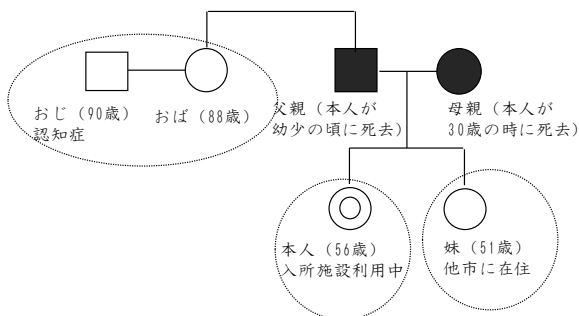 おじ（90歳）
認知症
おば（88歳）
父親（本人が
幼少の頃に死去）
母親（本人が
30歳の時に死去）
本人（56歳）
入所施設利用中
妹（51歳）
他市に在住